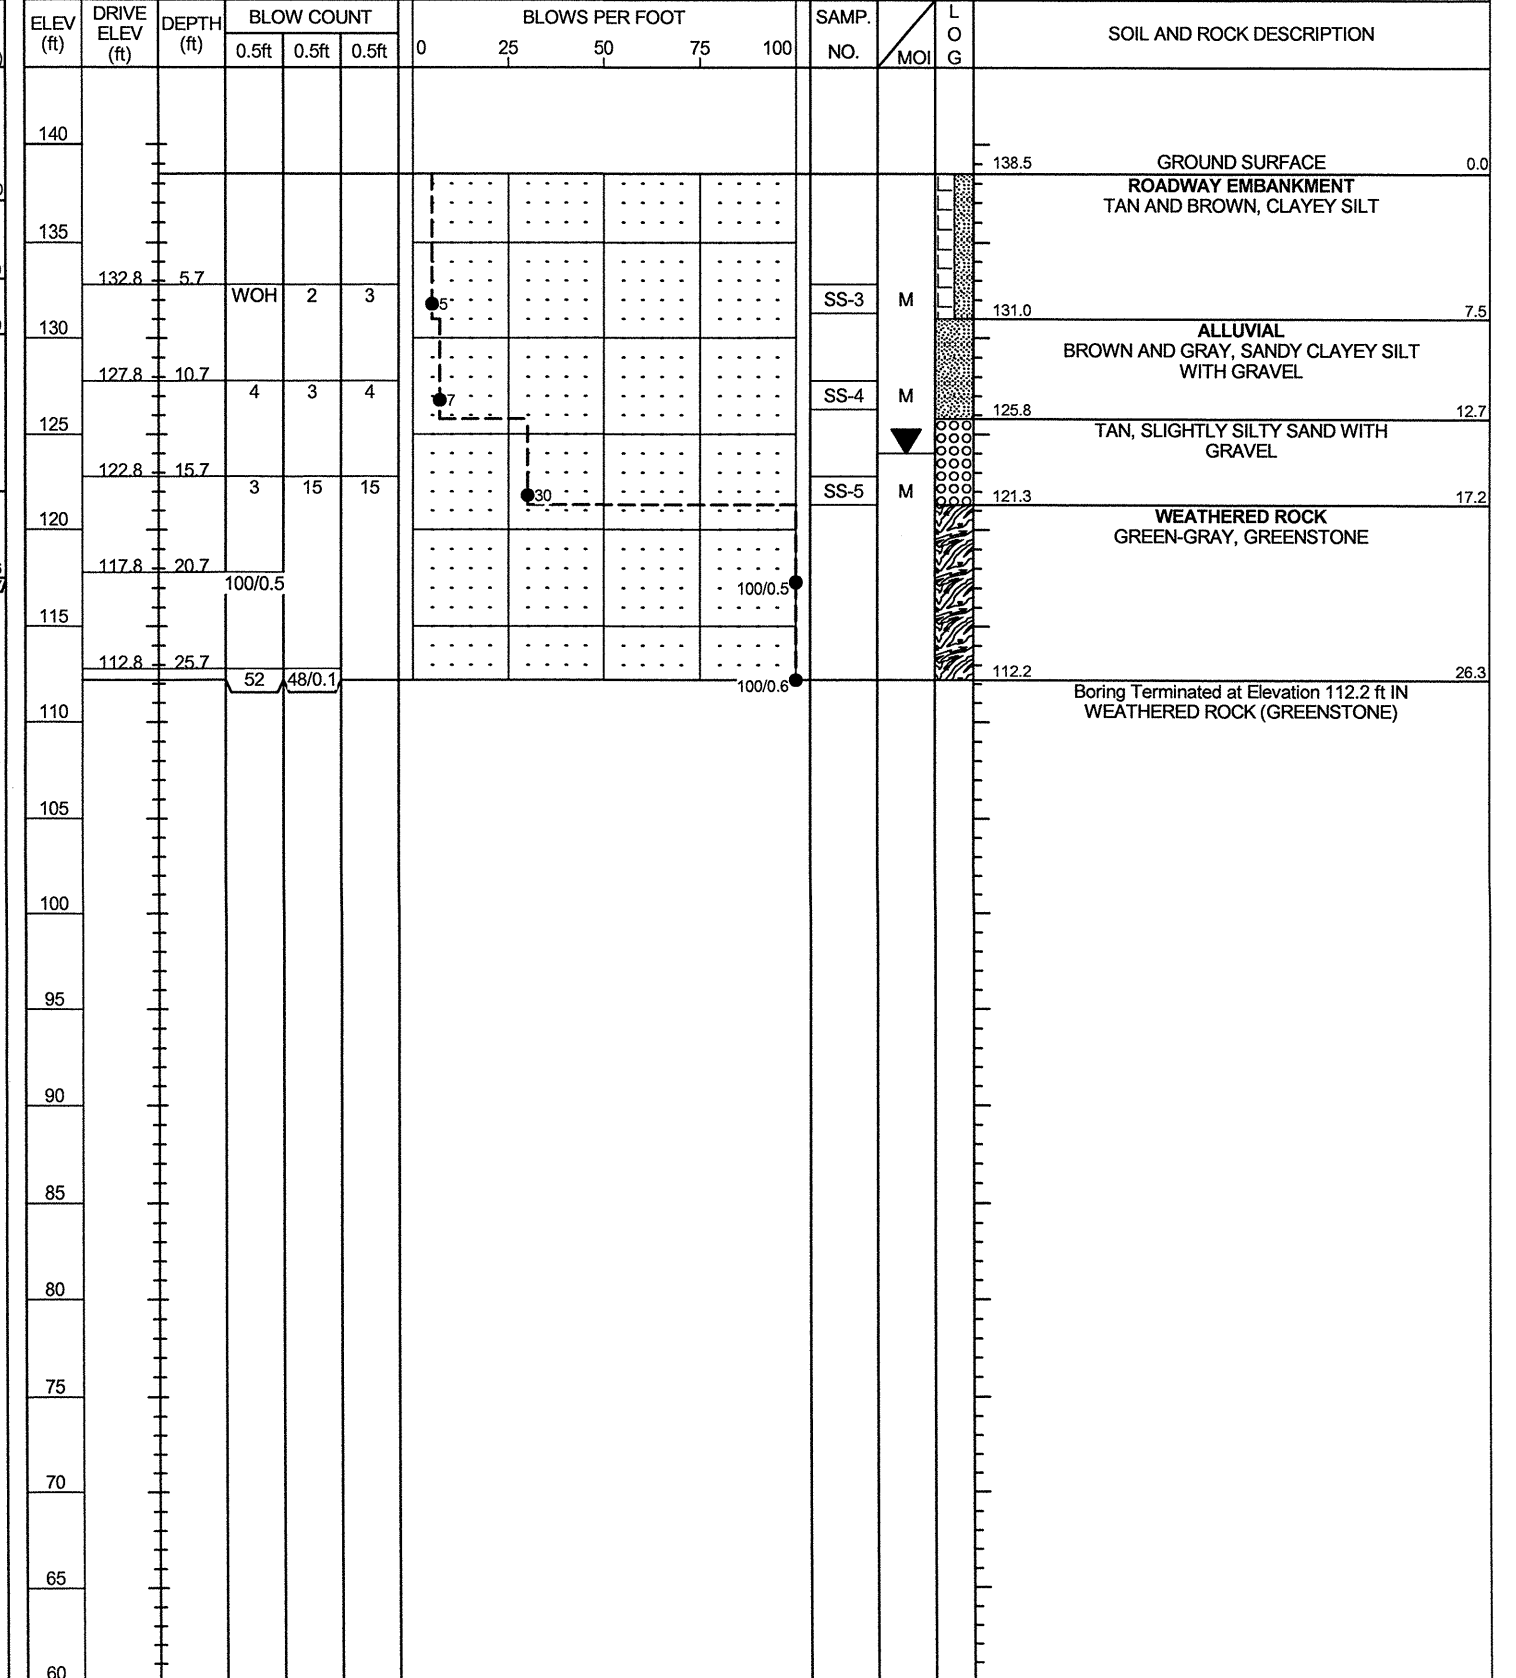 ELEV (ft) DRIVE ELEV (ft) DEPTH (ft) BLOW COUNT BLOWS PER FOOT SAMP. NO. MOI LOG SOIL AND ROCK DESCRIPTION
0.5ft 0.5ft 0.5ft 0 25 50 75 100
140
138.5 GROUND SURFACE 0.0
ROADWAY EMBANKMENT
TAN AND BROWN, CLAYEY SILT
135
132.8 5.7
WOH 2 3 5 SS-3 M
131.0 7.5
130
ALLUVIAL
BROWN AND GRAY, SANDY CLAYEY SILT
WITH GRAVEL
127.8 10.7
4 3 4 7 SS-4 M
125.8 12.7
125
TAN, SLIGHTLY SILTY SAND WITH
GRAVEL
122.8 15.7
3 15 15 30 SS-5 M
121.3 17.2
120
WEATHERED ROCK
GREEN-GRAY, GREENSTONE
117.8 20.7
100/0.5 100/0.5
115
112.8 25.7
52 48/0.1 100/0.6
112.2 26.3
Boring Terminated at Elevation 112.2 ft IN
WEATHERED ROCK (GREENSTONE)
110
105
100
95
90
85
80
75
70
65
60